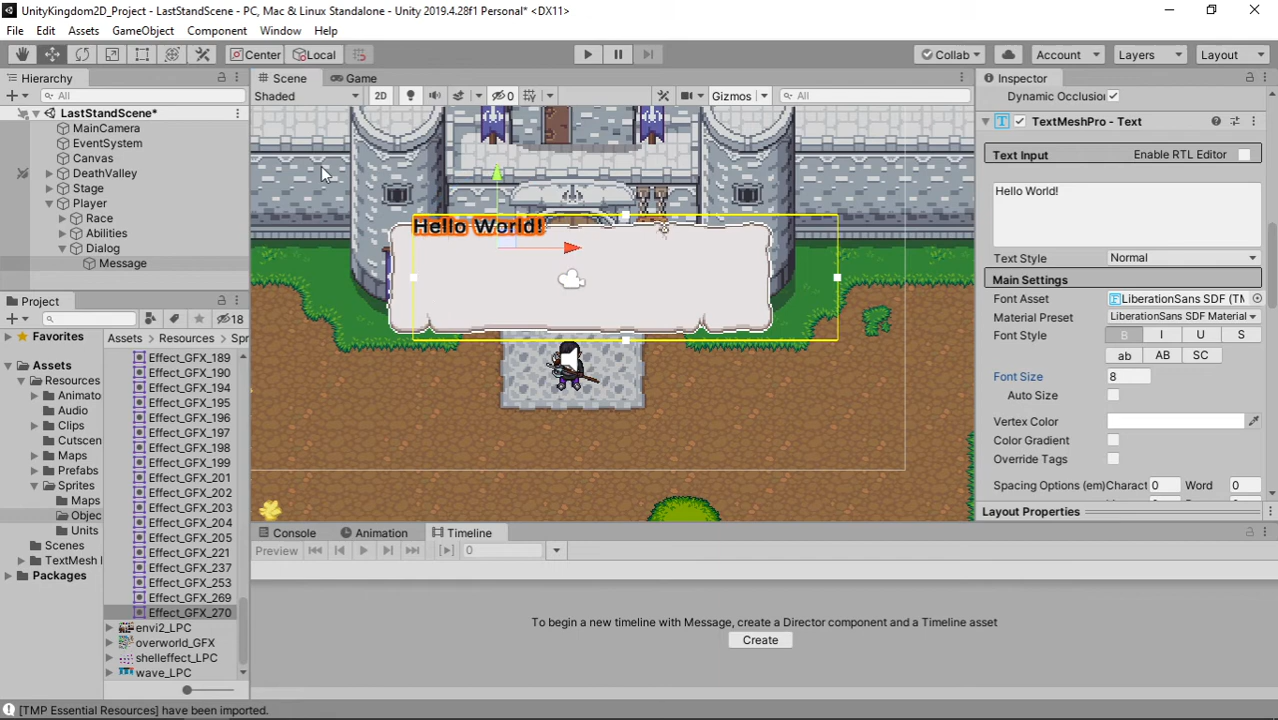 UnityKingdom2D_Project - LastStandScene - PC, Mac & Linux Standalone - Unity 2019.4.28f1 Personal* <DX11>
File Edit Assets GameObject Component Window Help
Center Local Collab Account Layers Layout
Hierarchy Scene Game Inspector
All Shaded 2D 0 Gizmos All Dynamic Occlusion
LastStandScene*
MainCamera
EventSystem
Canvas
DeathValley
Stage
Player
Race
Abilities
Dialog
Message
Hello World!
TextMeshPro - Text
Text Input Enable RTL Editor
Hello World!
Text Style Normal
Main Settings
Font Asset LiberationSans SDF (TM
Material Preset LiberationSans SDF Material
Font Style B I U S
ab AB SC
Font Size 8
Auto Size
Vertex Color
Color Gradient
Override Tags
Spacing Options (em) Charact 0 Word 0
Layout Properties
Project
18
Favorites
Assets
Resources
Animato
Audio
Clips
Cutscen
Maps
Prefabs
Sprites
Maps
Objec
Units
Scenes
TextMesh
Packages
Assets Resources Spr
Effect_GFX_189
Effect_GFX_190
Effect_GFX_194
Effect_GFX_195
Effect_GFX_196
Effect_GFX_197
Effect_GFX_198
Effect_GFX_199
Effect_GFX_201
Effect_GFX_202
Effect_GFX_203
Effect_GFX_204
Effect_GFX_205
Effect_GFX_221
Effect_GFX_237
Effect_GFX_253
Effect_GFX_269
Effect_GFX_270
envi2_LPC
overworld_GFX
shelleffect_LPC
wave_LPC
Console Animation Timeline
Preview 0
To begin a new timeline with Message, create a Director component and a Timeline asset
Create
[TMP Essential Resources] have been imported.